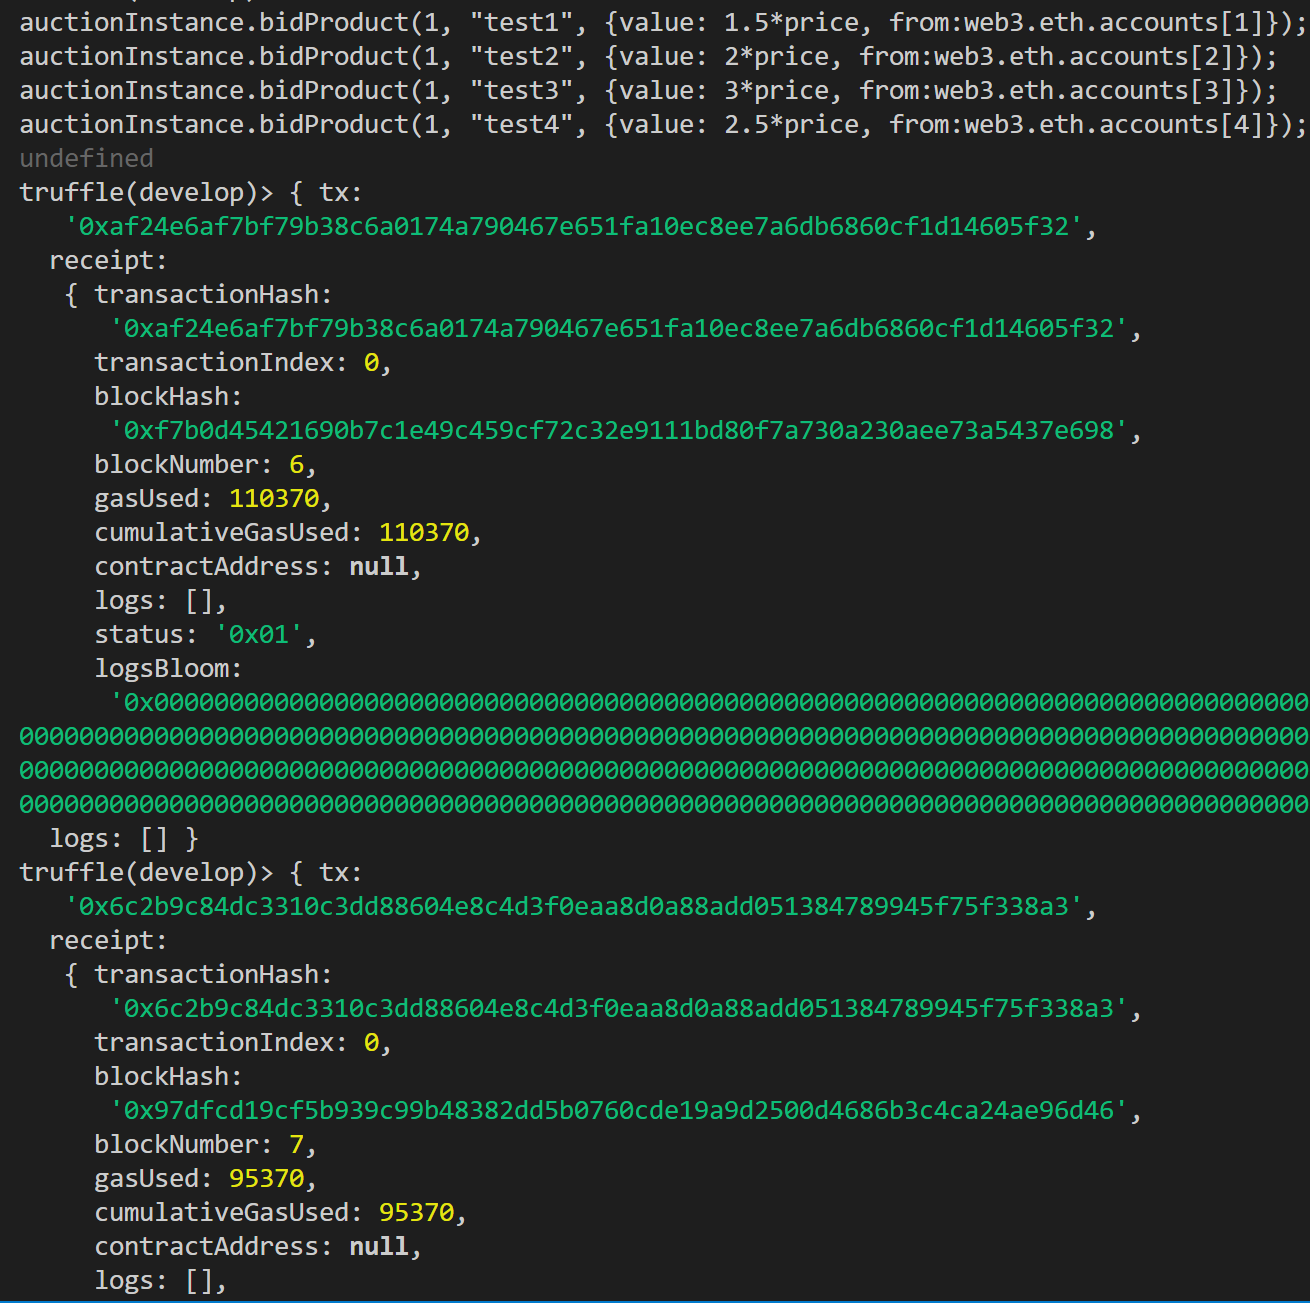 auctionInstance.bidProduct(1, "test1", {value: 1.5*price, from:web3.eth.accounts[1]});
auctionInstance.bidProduct(1, "test2", {value: 2*price, from:web3.eth.accounts[2]});
auctionInstance.bidProduct(1, "test3", {value: 3*price, from:web3.eth.accounts[3]});
auctionInstance.bidProduct(1, "test4", {value: 2.5*price, from:web3.eth.accounts[4]});
undefined
truffle(develop)> { tx:
'0xaf24e6af7bf79b38c6a0174a790467e651fa10ec8ee7a6db6860cf1d14605f32',
receipt:
{ transactionHash:
'0xaf24e6af7bf79b38c6a0174a790467e651fa10ec8ee7a6db6860cf1d14605f32',
transactionIndex: 0,
blockHash:
'0xf7b0d45421690b7c1e49c459cf72c32e9111bd80f7a730a230aee73a5437e698',
blockNumber: 6,
gasUsed: 110370,
cumulativeGasUsed: 110370,
contractAddress: null,
logs: [],
status: '0x01',
logsBloom:
'0x00000000000000000000000000000000000000000000000000000000000000000000000000000
00000000000000000000000000000000000000000000000000000000000000000000000000000000000000
00000000000000000000000000000000000000000000000000000000000000000000000000000000000000
00000000000000000000000000000000000000000000000000000000000000000000000000000000000000
logs: [] }
truffle(develop)> { tx:
'0x6c2b9c84dc3310c3dd88604e8c4d3f0eaa8d0a88add051384789945f75f338a3',
receipt:
{ transactionHash:
'0x6c2b9c84dc3310c3dd88604e8c4d3f0eaa8d0a88add051384789945f75f338a3',
transactionIndex: 0,
blockHash:
'0x97dfcd19cf5b939c99b48382dd5b0760cde19a9d2500d4686b3c4ca24ae96d46',
blockNumber: 7,
gasUsed: 95370,
cumulativeGasUsed: 95370,
contractAddress: null,
logs: [],